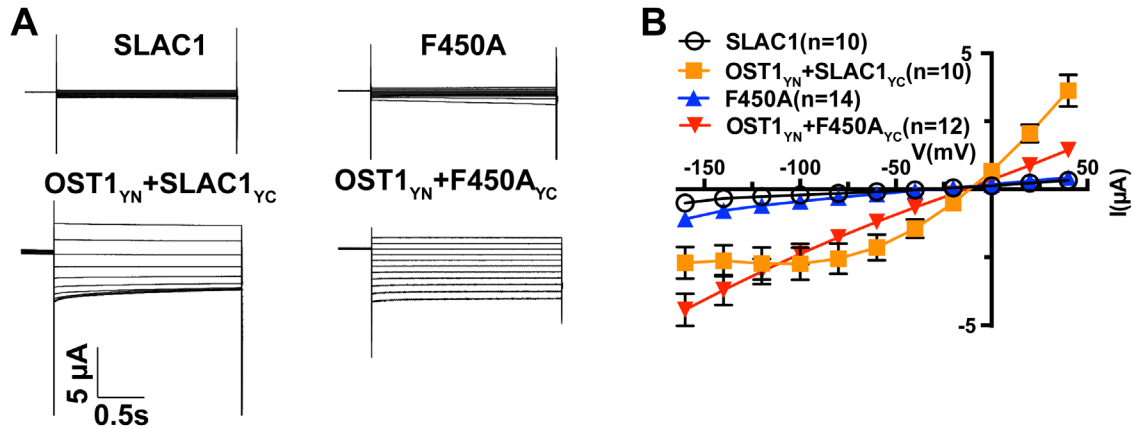 A
SLAC1
F450A
OST1YN+SLAC1YC
OST1YN+F450AYC
5 µA
0.5s
B
SLAC1(n=10)
OST1YN+SLAC1YC(n=10)
F450A(n=14)
OST1YN+F450AYC(n=12)
V(mV)
5
-150
-100
-50
50
I(µA)
-5